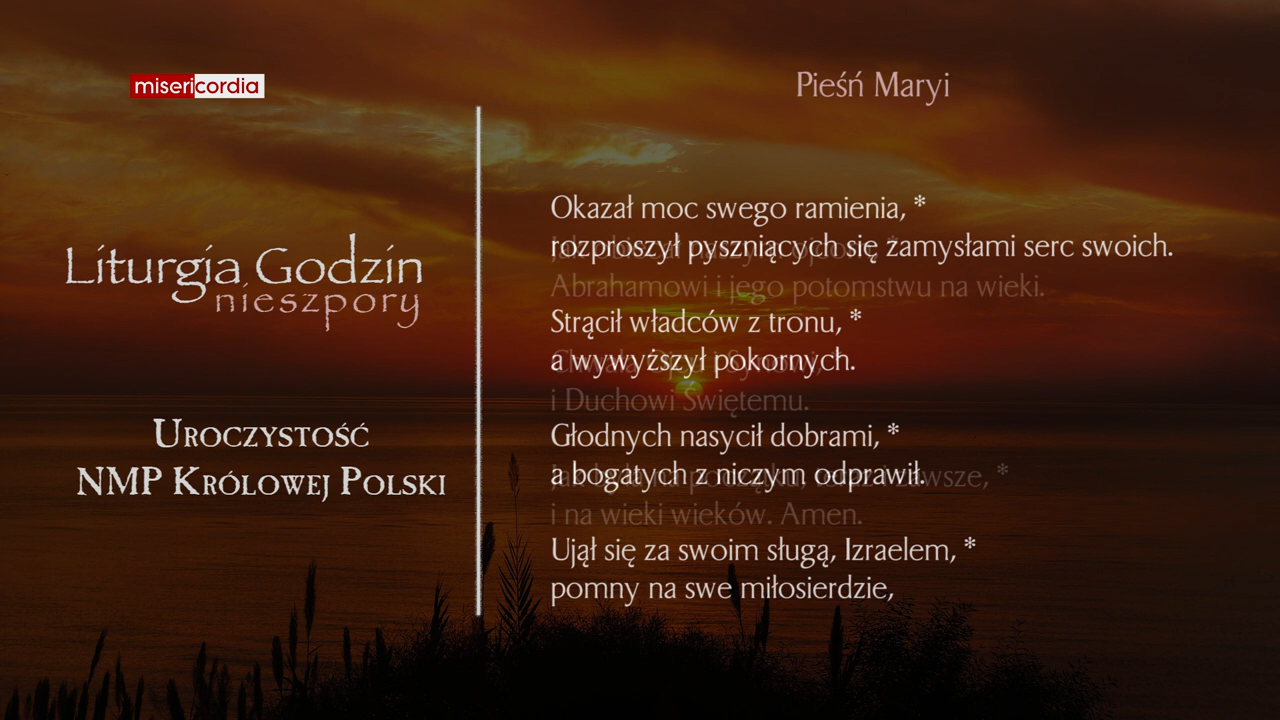 misericordia
Pieśń Maryi
Liturgia Godzin
nieszpory
Uroczystość
NMP Królowej Polski
Okazał moc swego ramienia, *
rozproszył pyszniących się zamysłami serc swoich.
Abrahamowi i jego potomstwu na wieki.
Strącił władców z tronu, *
a wywyższył pokornych.
i Duchowi Świętemu.
Głodnych nasycił dobrami, *
a bogatych z niczym odprawił.
i na wieki wieków. Amen.
Ujął się za swoim sługą, Izraelem, *
pomny na swe miłosierdzie,